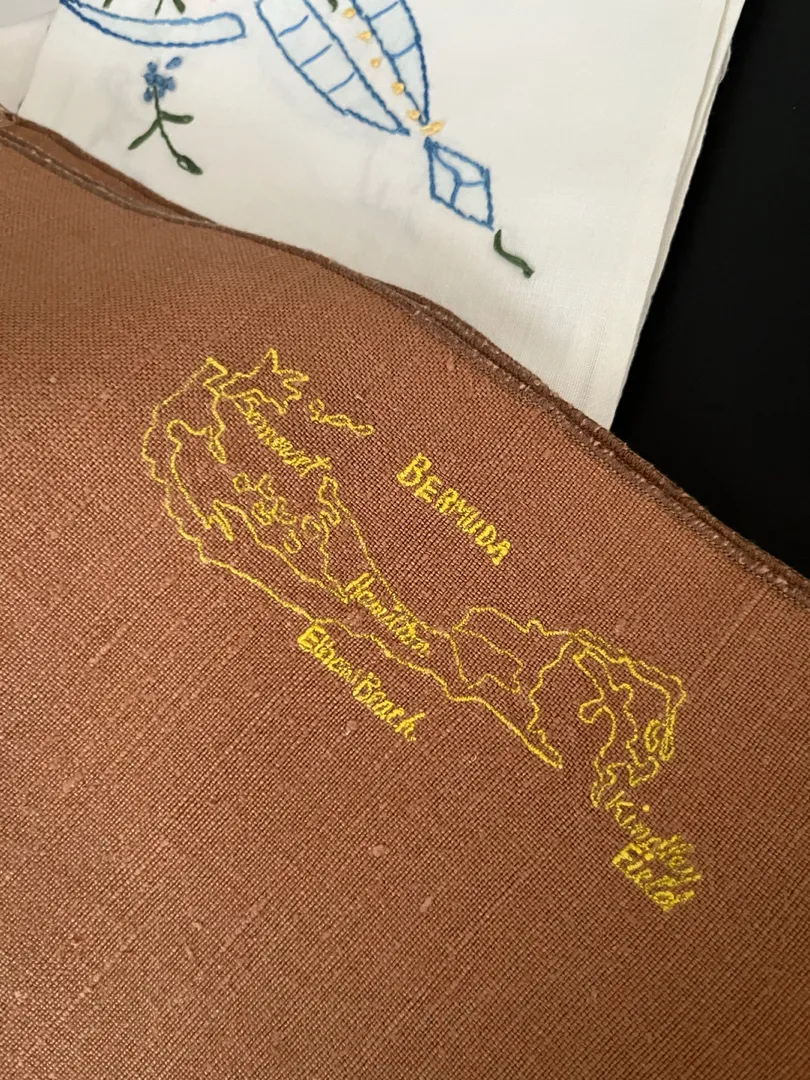 Somerset
BERMUDA
Hamilton
Elbow Beach
Kindley
Field